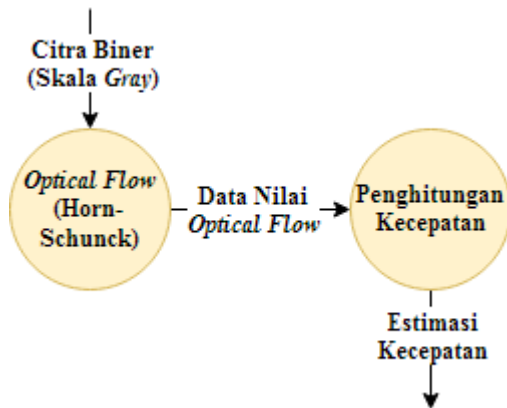 Citra Biner
(Skala Gray)
Optical Flow
(Horn-
Schunck)
Data Nilai
Optical Flow
Penghitungan
Kecepatan
Estimasi
Kecepatan